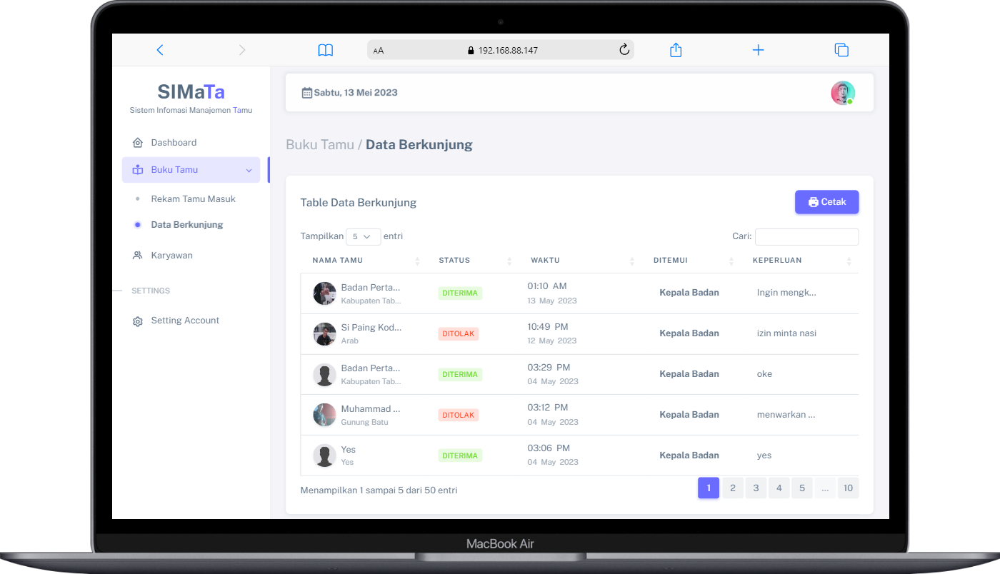 AA 192.168.88.147
SIMaTa
Sistem Infomasi Manajemen Tamu
Dashboard
Buku Tamu
Rekam Tamu Masuk
Data Berkunjung
Karyawan
SETTINGS
Setting Account
Sabtu, 13 Mei 2023
Buku Tamu / Data Berkunjung
Table Data Berkunjung
Cetak
Tampilkan 5 entri
Cari:
NAMA TAMU STATUS WAKTU DITEMUI KEPERLUAN
Badan Perta... DITERIMA 01:10 AM Kepala Badan Ingin mengk...
Kabupaten Tab... 13 May 2023
Si Paing Kod... DITOLAK 10:49 PM Kepala Badan izin minta nasi
Arab 12 May 2023
Badan Perta... DITERIMA 03:29 PM Kepala Badan oke
Kabupaten Tab... 04 May 2023
Muhammad ... DITOLAK 03:12 PM Kepala Badan menwarkan ...
Gunung Batu 04 May 2023
Yes DITERIMA 03:06 PM Kepala Badan yes
Yes 04 May 2023
Menampilkan 1 sampai 5 dari 50 entri
1 2 3 4 5 ... 10
MacBook Air